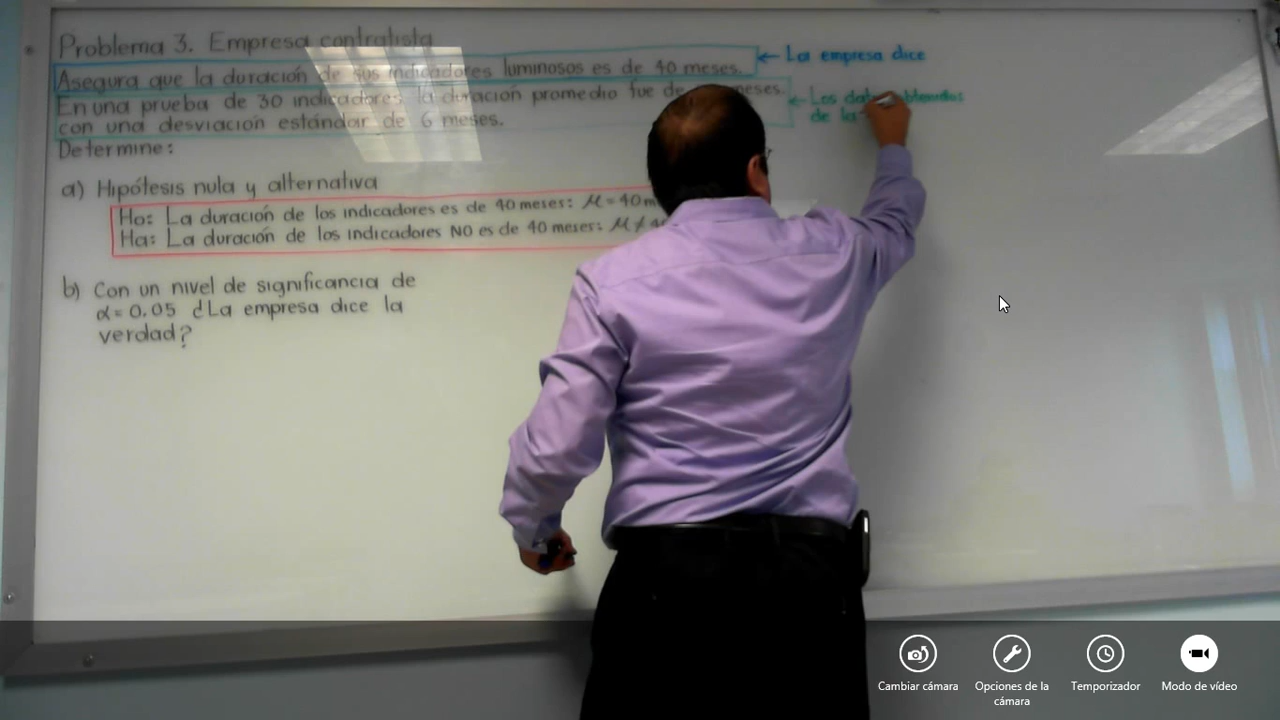 Problema 3. Empresa contratista
Asegura que la duración de sus indicadores luminosos es de 40 meses.
← La empresa dice
En una prueba de 30 indicadores la duración promedio fue de meses.
con una desviación estándar de 6 meses.
← Los obtenidos
de la
Determine:
a) Hipótesis nula y alternativa
Ho: La duración de los indicadores es de 40 meses: μ = 40 m
Ha: La duración de los indicadores NO es de 40 meses: μ ≠
b) Con un nivel de significancia de
α = 0.05 ¿La empresa dice la
verdad?
Cambiar cámara
Opciones de la
cámara
Temporizador
Modo de vídeo